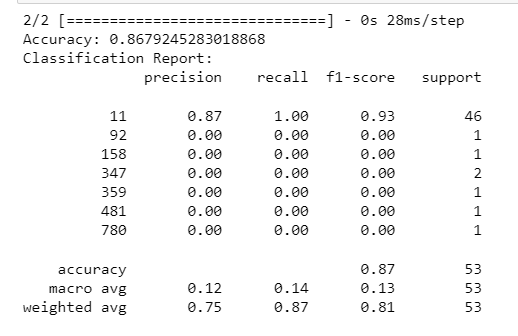 2/2 [==============================] - 0s 28ms/step
Accuracy: 0.8679245283018868
Classification Report:
precision recall f1-score support
11 0.87 1.00 0.93 46
92 0.00 0.00 0.00 1
158 0.00 0.00 0.00 1
347 0.00 0.00 0.00 2
359 0.00 0.00 0.00 1
481 0.00 0.00 0.00 1
780 0.00 0.00 0.00 1
accuracy 0.87 53
macro avg 0.12 0.14 0.13 53
weighted avg 0.75 0.87 0.81 53